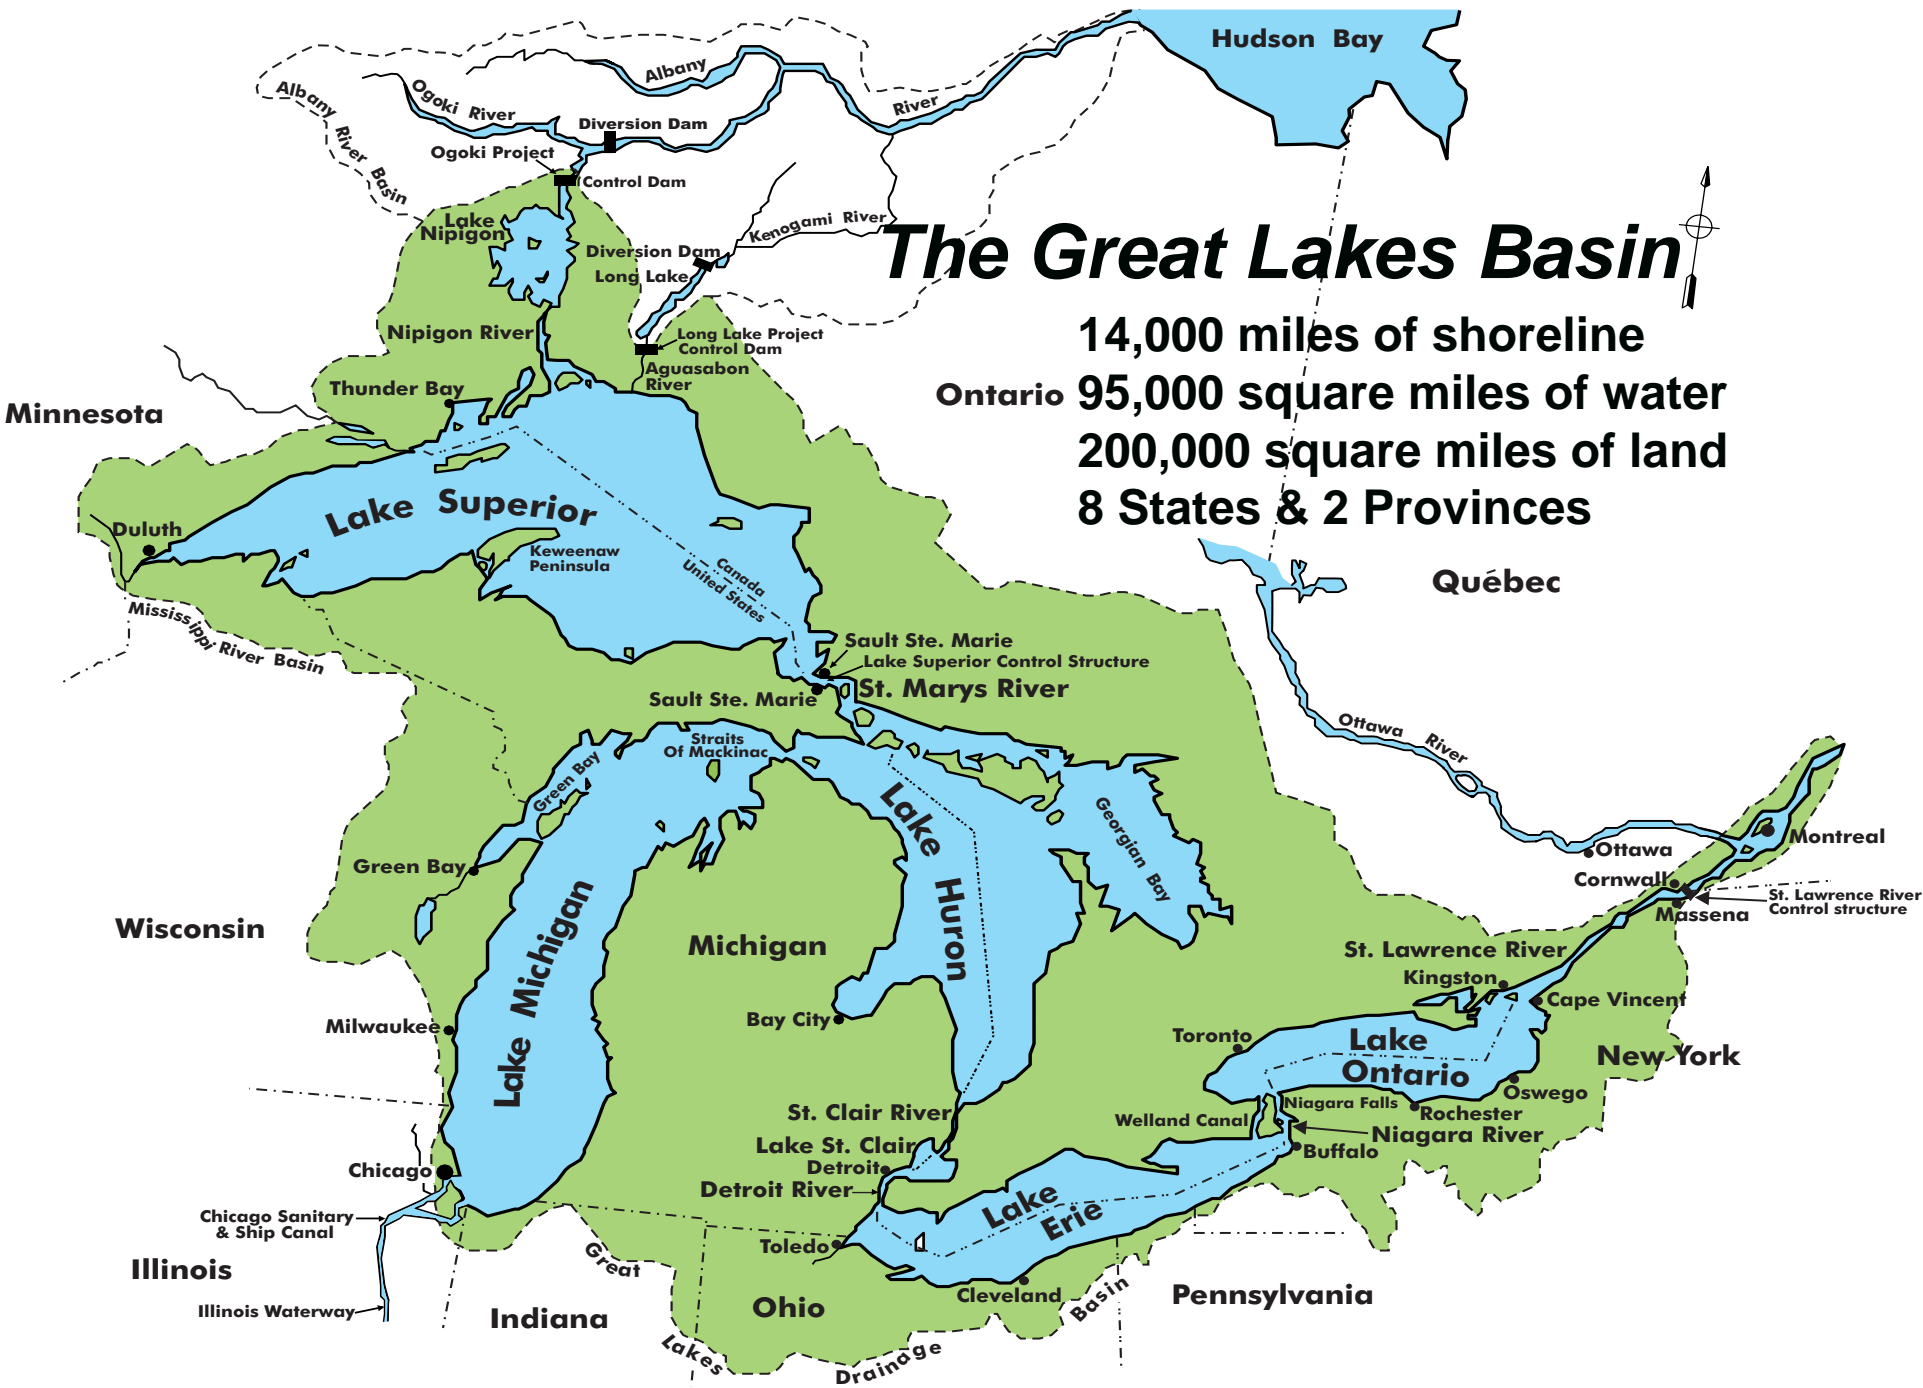 Hudson Bay
Albany
River
Albany River Basin
Ogoki River
Diversion Dam
Ogoki Project
Control Dam
Lake
Nipigon
Kenogami River
Diversion Dam
Long Lake
The Great Lakes Basin
14,000 miles of shoreline
95,000 square miles of water
200,000 square miles of land
8 States & 2 Provinces
Nipigon River
Long Lake Project
Control Dam
Aguasabon
River
Thunder Bay
Ontario
Minnesota
Lake Superior
Duluth
Keweenaw
Peninsula
Canada
United States
Québec
Mississippi River Basin
Sault Ste. Marie
Lake Superior Control Structure
St. Marys River
Sault Ste. Marie
Straits
Of Mackinac
Green Bay
Ottawa River
Lake Huron
Georgian Bay
Montreal
Ottawa
Cornwall
St. Lawrence River
Control structure
Massena
Green Bay
Wisconsin
Lake Michigan
Michigan
St. Lawrence River
Kingston
Cape Vincent
Bay City
Milwaukee
Toronto
Lake
Ontario
New York
Oswego
Niagara Falls
Rochester
St. Clair River
Welland Canal
Niagara River
Lake St. Clair
Buffalo
Detroit
Chicago
Detroit River
Lake
Erie
Chicago Sanitary
& Ship Canal
Toledo
Illinois
Great Lakes Drainage Basin
Cleveland
Pennsylvania
Illinois Waterway
Indiana
Ohio